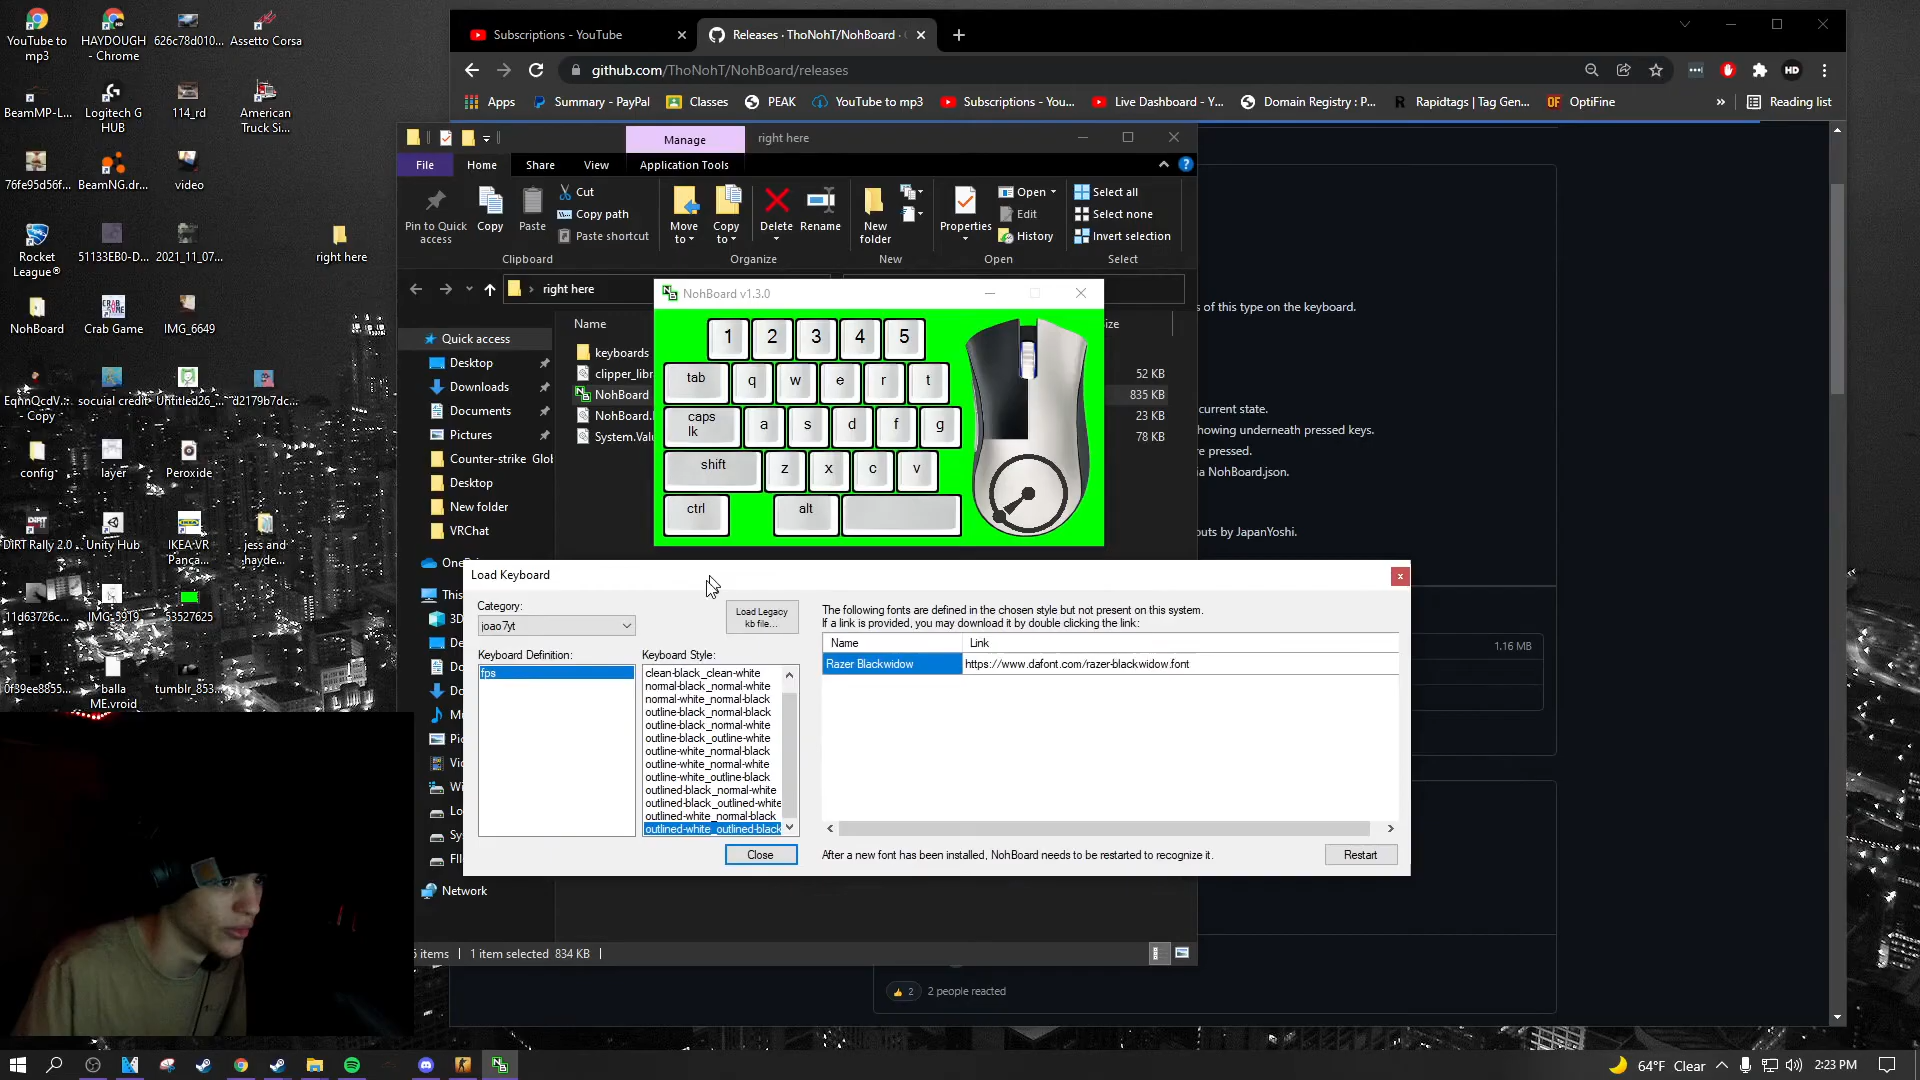 YouTube to
mp3
HAYDOUGH
- Chrome
626c78d010...
Assetto Corsa
BeamMP-L...
Logitech G
HUB
114_rd
American
Truck Si...
76fe95d56f...
BeamNG.dr...
video
Rocket
League®
51133EB0-D...
2021_11_07...
right here
NohBoard
Crab Game
IMG_6649
EqnnQcdV...
- Copy
socuial credit
Untitled26_...
d2179b7dc...
config
layer
Peroxide
DiRT Rally 2.0
Unity Hub
IKEA VR
Panca...
jess and
hayde...
11d63726c...
IMG-5919
53527625
0f39ee8855...
balla
ME.vroid
tumblr_853...
Subscriptions - YouTube
Releases · ThoNohT/NohBoard ·
github.com/ThoNohT/NohBoard/releases
HD
Apps
Summary - PayPal
Classes
PEAK
YouTube to mp3
Subscriptions - You...
Live Dashboard - Y...
Domain Registry : P...
Rapidtags | Tag Gen...
OF
OptiFine
»
Reading list
Manage
right here
File
Home
Share
View
Application Tools
Pin to Quick
access
Copy
Paste
Cut
Copy path
Paste shortcut
Clipboard
Move
to
Copy
to
Delete
Rename
Organize
New
folder
New
Properties
Open
Edit
History
Open
Select all
Select none
Invert selection
Select
right here
Name
Quick access
Desktop
Downloads
Documents
Pictures
Counter-strike Glol
Desktop
New folder
VRChat
This
3D
Network
keyboards
clipper_libr
NohBoard
NohBoard.
System.Valu
52 KB
835 KB
23 KB
78 KB
NohBoard v1.3.0
1
2
3
4
5
tab
q
w
e
r
t
caps
lk
a
s
d
f
g
shift
z
x
c
v
ctrl
alt
s of this type on the keyboard.
current state.
howing underneath pressed keys.
e pressed.
a NohBoard.json.
outs by JapanYoshi.
1.16 MB
Load Keyboard
x
Category:
joao7yt
Load Legacy
kb file...
Keyboard Definition:
fps
Keyboard Style:
clean-black_clean-white
normal-black_normal-white
normal-white_normal-black
outline-black_normal-black
outline-black_normal-white
outline-black_outline-white
outline-white_normal-black
outline-white_normal-white
outline-white_outline-black
outlined-black_normal-white
outlined-black_outlined-white
outlined-white_normal-black
outlined-white_outlined-black
Close
The following fonts are defined in the chosen style but not present on this system.
If a link is provided, you may download it by double clicking the link:
Name
Link
Razer Blackwidow
https://www.dafont.com/razer-blackwidow.font
After a new font has been installed, NohBoard needs to be restarted to recognize it.
Restart
items
1 item selected
834 KB
2
2 people reacted
64°F
Clear
2:23 PM